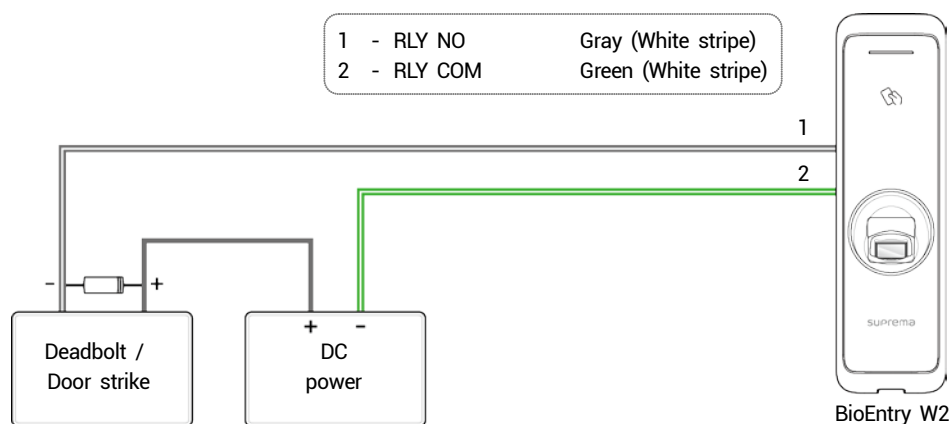 1 - RLY NO Gray (White stripe)
2 - RLY COM Green (White stripe)
1
2
- +
+ -
Deadbolt /
Door strike
DC
power
suprema
BioEntry W2